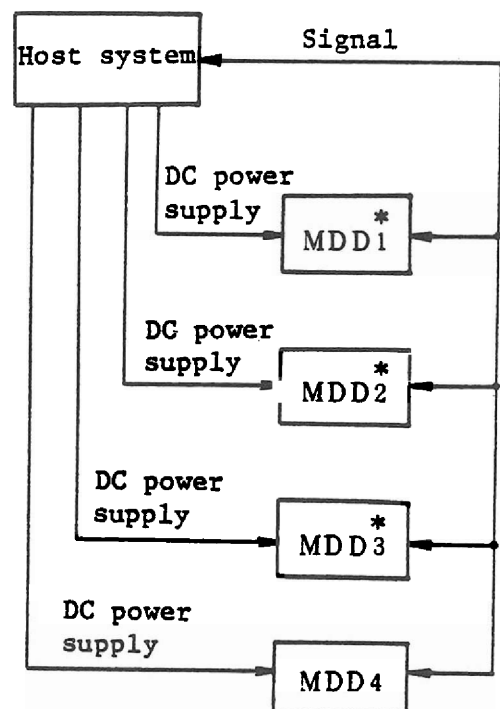 Signal
Host system
DC power
supply
MDD1*
DC power
supply
MDD2*
DC power
supply
MDD3*
DC power
supply
MDD4